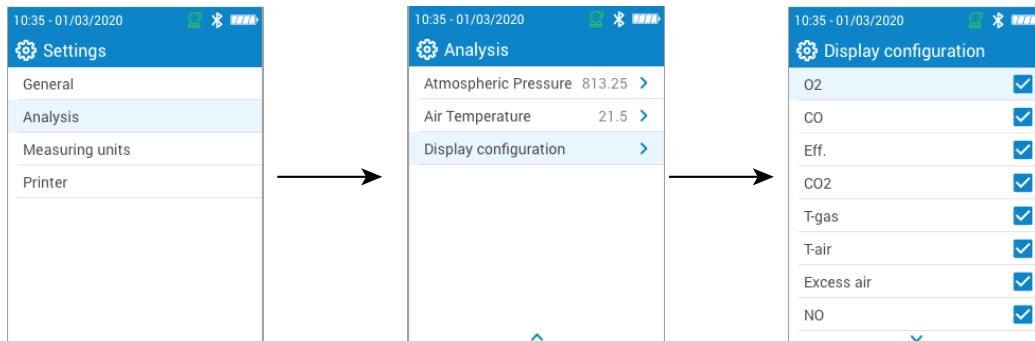 10:35 - 01/03/2020
Settings
General
Analysis
Measuring units
Printer
10:35 - 01/03/2020
Analysis
Atmospheric Pressure 813.25
Air Temperature 21.5
Display configuration
10:35 - 01/03/2020
Display configuration
O2
CO
Eff.
CO2
T-gas
T-air
Excess air
NO